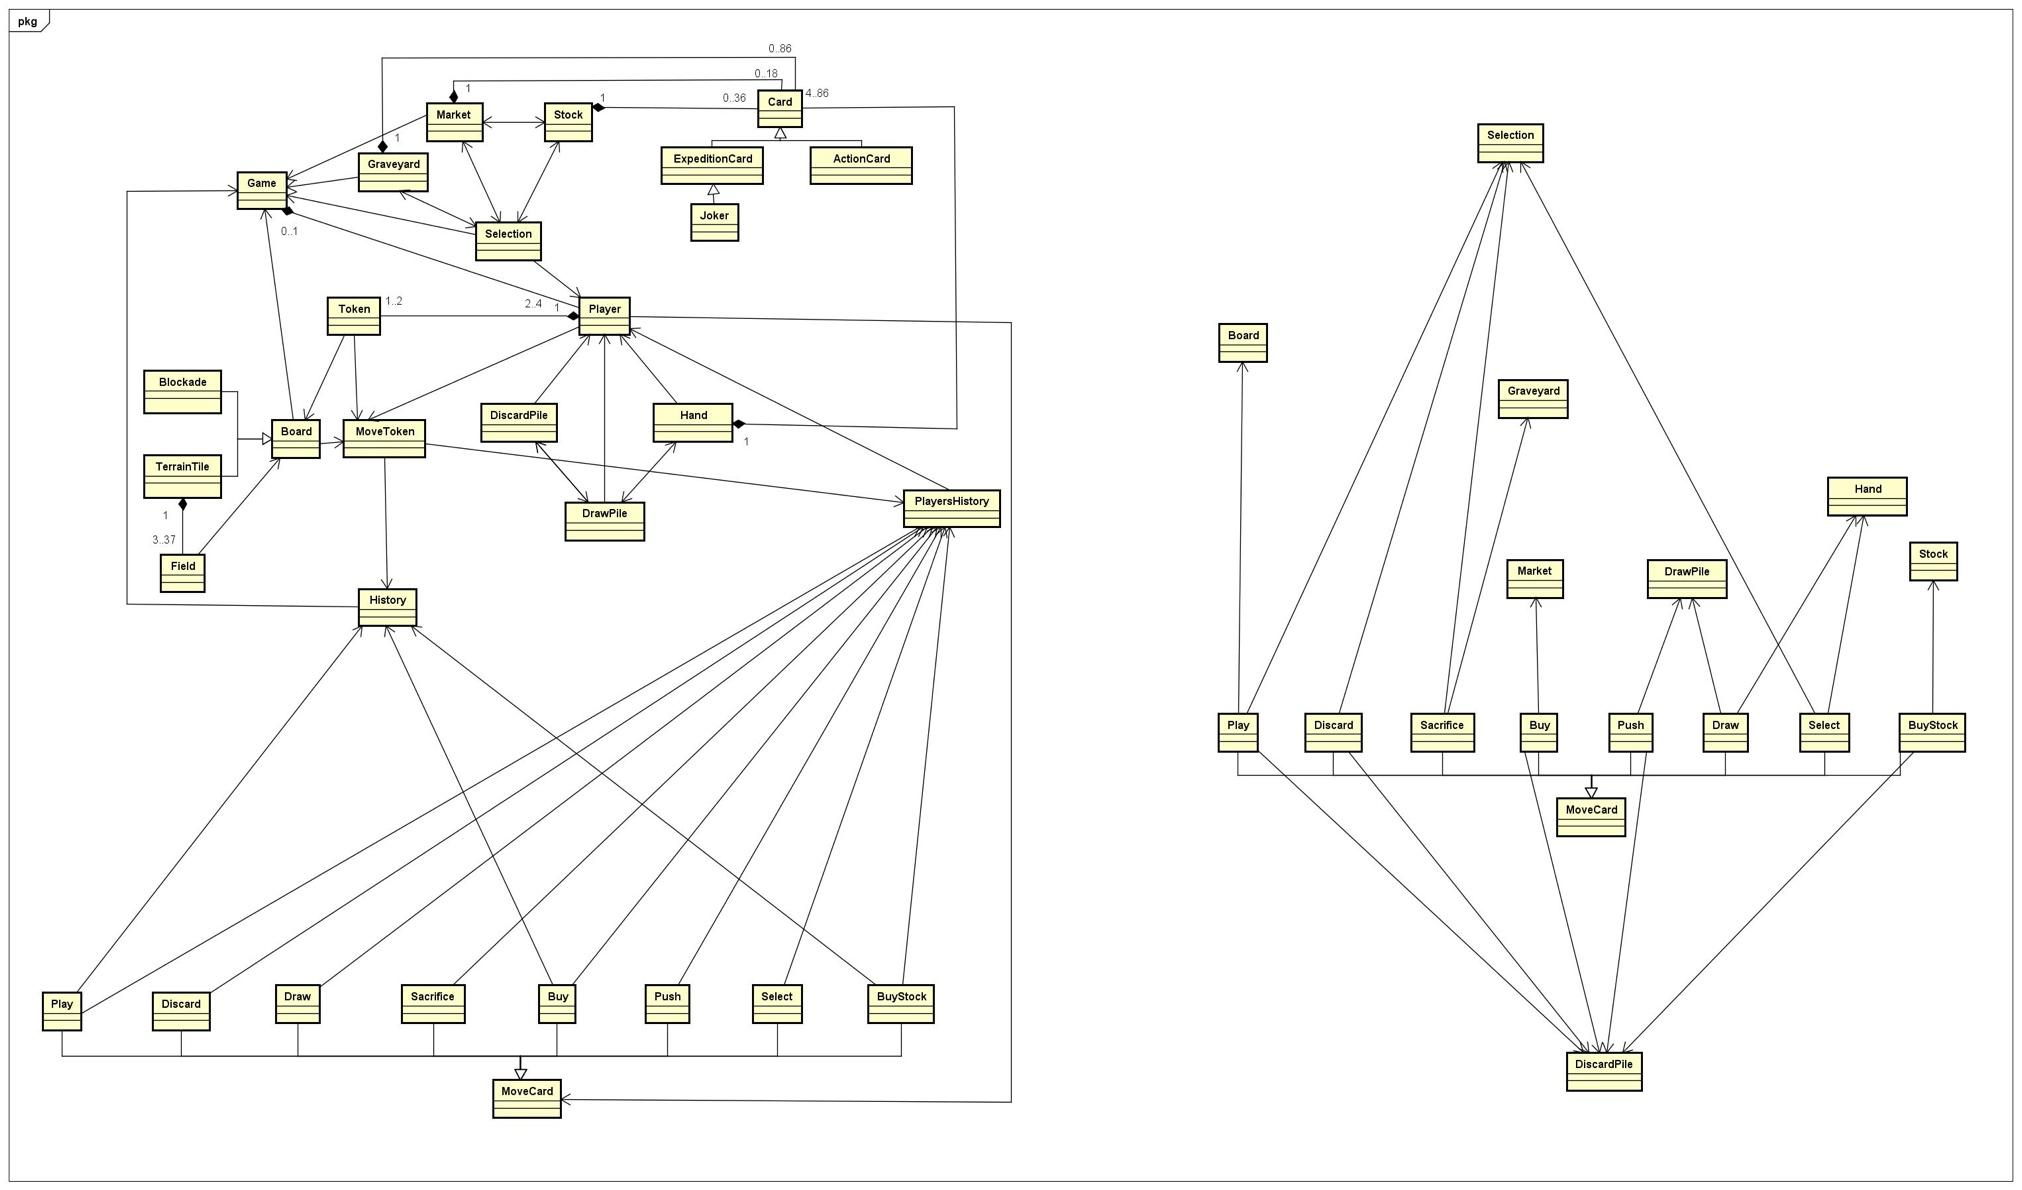 pkg
0..86
0..18
1
0..36
1
4..86
Card
Market
Stock
1
Graveyard
ExpeditionCard
ActionCard
Game
Joker
0..1
Selection
Token
1..2
2..4
1
Player
Blockade
Board
MoveToken
DiscardPile
Hand
1
TerrainTile
1
3..37
Field
DrawPile
PlayersHistory
History
Play
Discard
Draw
Sacrifice
Buy
Push
Select
BuyStock
MoveCard
Selection
Board
Graveyard
Hand
Market
DrawPile
Stock
Play
Discard
Sacrifice
Buy
Push
Draw
Select
BuyStock
MoveCard
DiscardPile